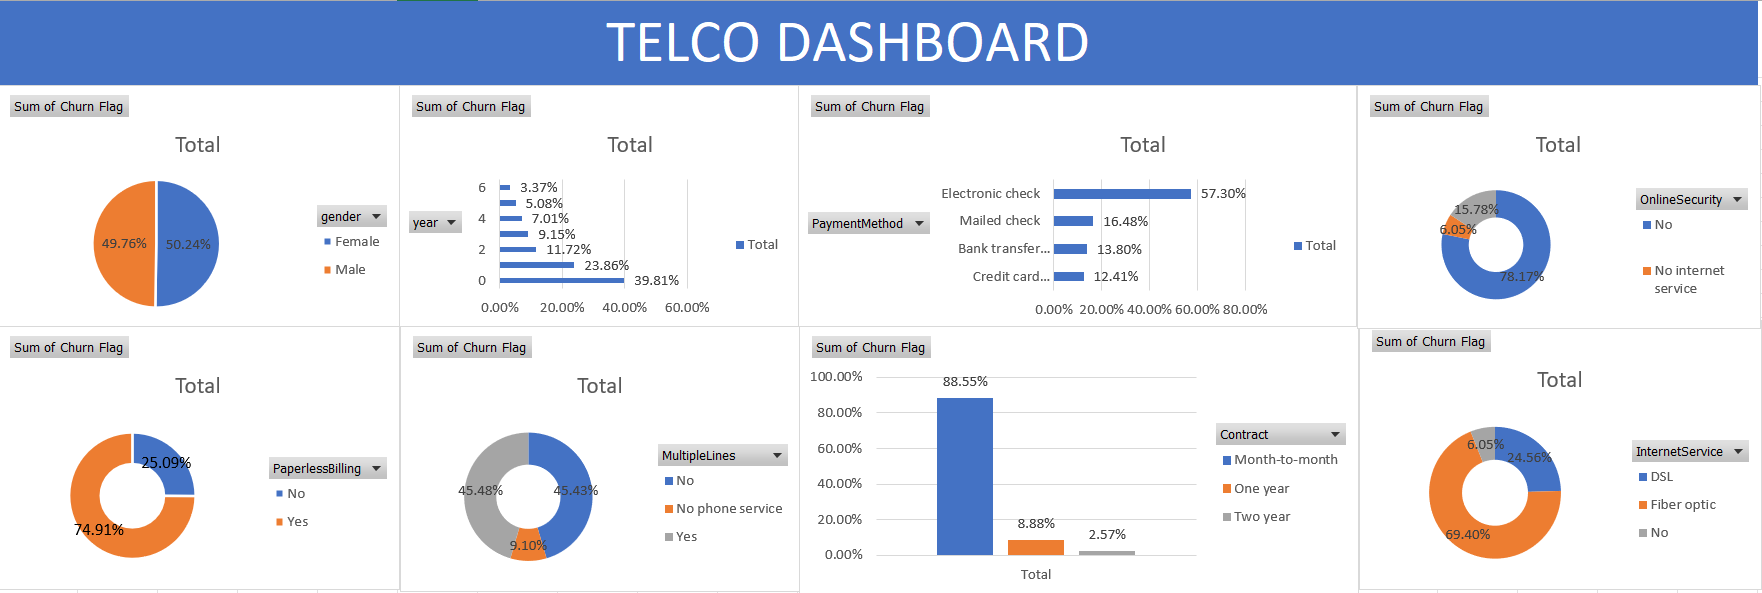 TELCO DASHBOARD
Sum of Churn Flag
Total
49.76%
50.24%
gender
Female
Male
Sum of Churn Flag
Total
year
6
3.37%
5.08%
4
7.01%
9.15%
2
11.72%
23.86%
0
39.81%
0.00% 20.00% 40.00% 60.00%
Total
Sum of Churn Flag
Total
PaymentMethod
Electronic check
57.30%
Mailed check
16.48%
Bank transfer...
13.80%
Credit card...
12.41%
0.00% 20.00% 40.00% 60.00% 80.00%
Total
Sum of Churn Flag
Total
15.78%
6.05%
78.17%
OnlineSecurity
No
No internet
service
Sum of Churn Flag
Total
25.09%
74.91%
PaperlessBilling
No
Yes
Sum of Churn Flag
Total
45.48%
45.43%
9.10%
MultipleLines
No
No phone service
Yes
Sum of Churn Flag
100.00%
80.00%
60.00%
40.00%
20.00%
0.00%
88.55%
8.88%
2.57%
Total
Contract
Month-to-month
One year
Two year
Sum of Churn Flag
Total
6.05%
24.56%
69.40%
InternetService
DSL
Fiber optic
No